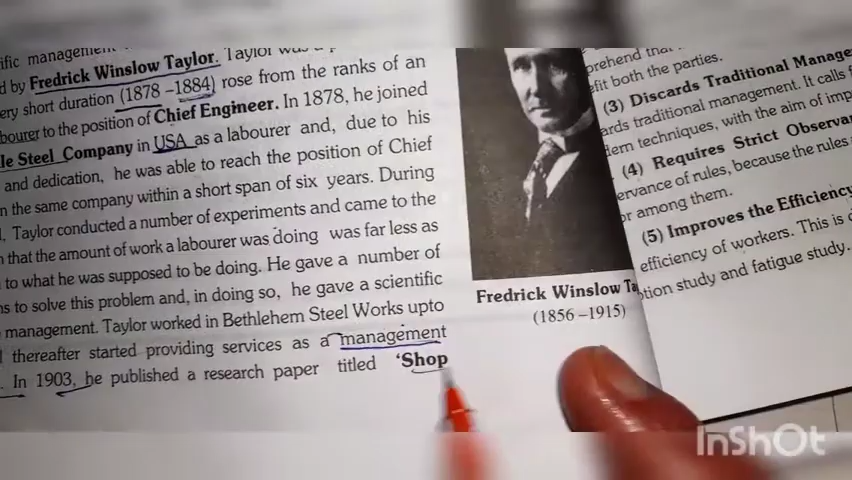 ific management
d by Fredrick Winslow Taylor. Taylor was a
ery short duration (1878 –1884) rose from the ranks of an
bourer to the position of Chief Engineer. In 1878, he joined
le Steel Company in USA as a labourer and, due to his
and dedication, he was able to reach the position of Chief
n the same company within a short span of six years. During
, Taylor conducted a number of experiments and came to the
n that the amount of work a labourer was doing was far less as
to what he was supposed to be doing. He gave a number of
ns to solve this problem and, in doing so, he gave a scientific
management. Taylor worked in Bethlehem Steel Works upto
l thereafter started providing services as a management
. In 1903, he published a research paper titled ‘Shop
Fredrick Winslow Ta
(1856 –1915)
prehend that
efit both the parties.
(3) Discards Traditional Manage
ards traditional management. It calls f
dern techniques, with the aim of imp
(4) Requires Strict Observan
ervance of rules, because the rules
or among them.
(5) Improves the Efficiency
efficiency of workers. This is d
otion study and fatigue study.
InShOt